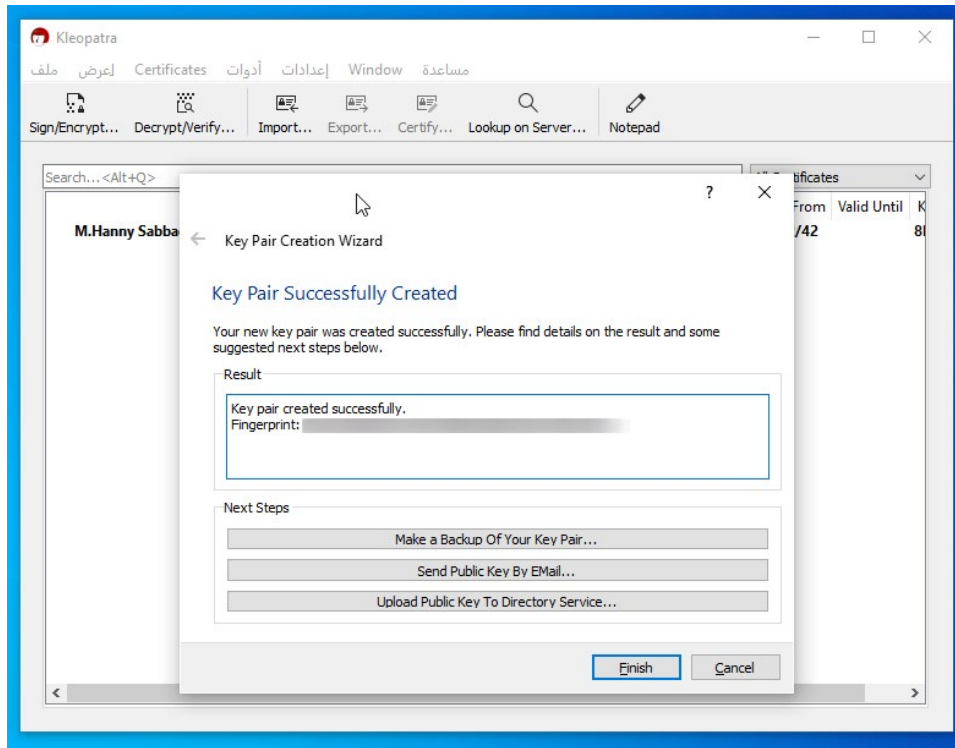 Kleopatra
ملف إعرض Certificates أدوات إعدادات Window مساعدة
Sign/Encrypt... Decrypt/Verify... Import... Export... Certify... Lookup on Server... Notepad
Search...<Alt+Q>
From Valid Until
M.Hanny /42
?
Key Pair Creation Wizard
Key Pair Successfully Created
Your new key pair was created successfully. Please find details on the result and some
suggested next steps below.
Result
Key pair created successfully.
Fingerprint:
Next Steps
Make a Backup Of Your Key Pair...
Send Public Key By EMail...
Upload Public Key To Directory Service...
Finish Cancel